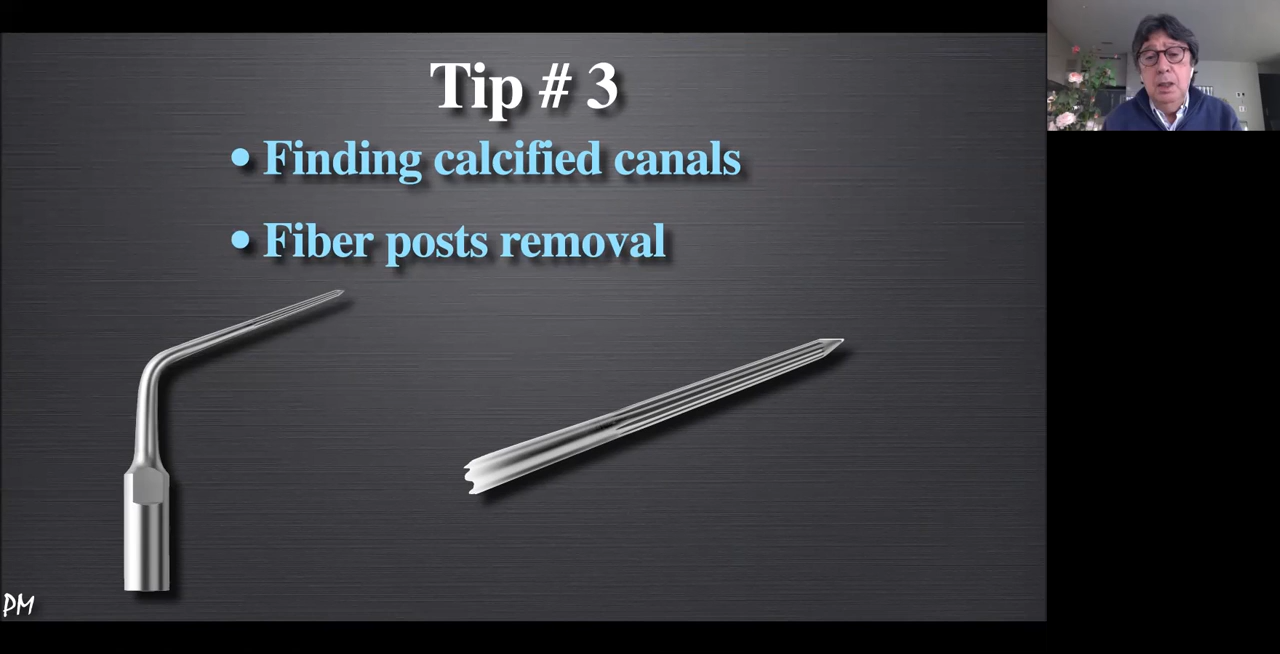 Tip # 3
• Finding calcified canals
• Fiber posts removal
PM